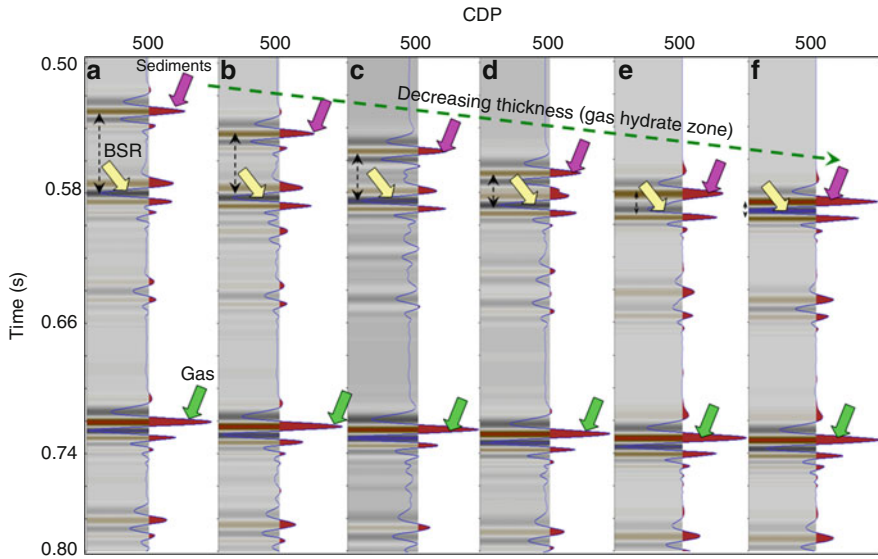 CDP
500 500 500 500 500 500
0.50
a b c d e f
Sediments
Decreasing thickness (gas hydrate zone)
BSR
0.58
Time (s)
0.66
Gas
0.74
0.80